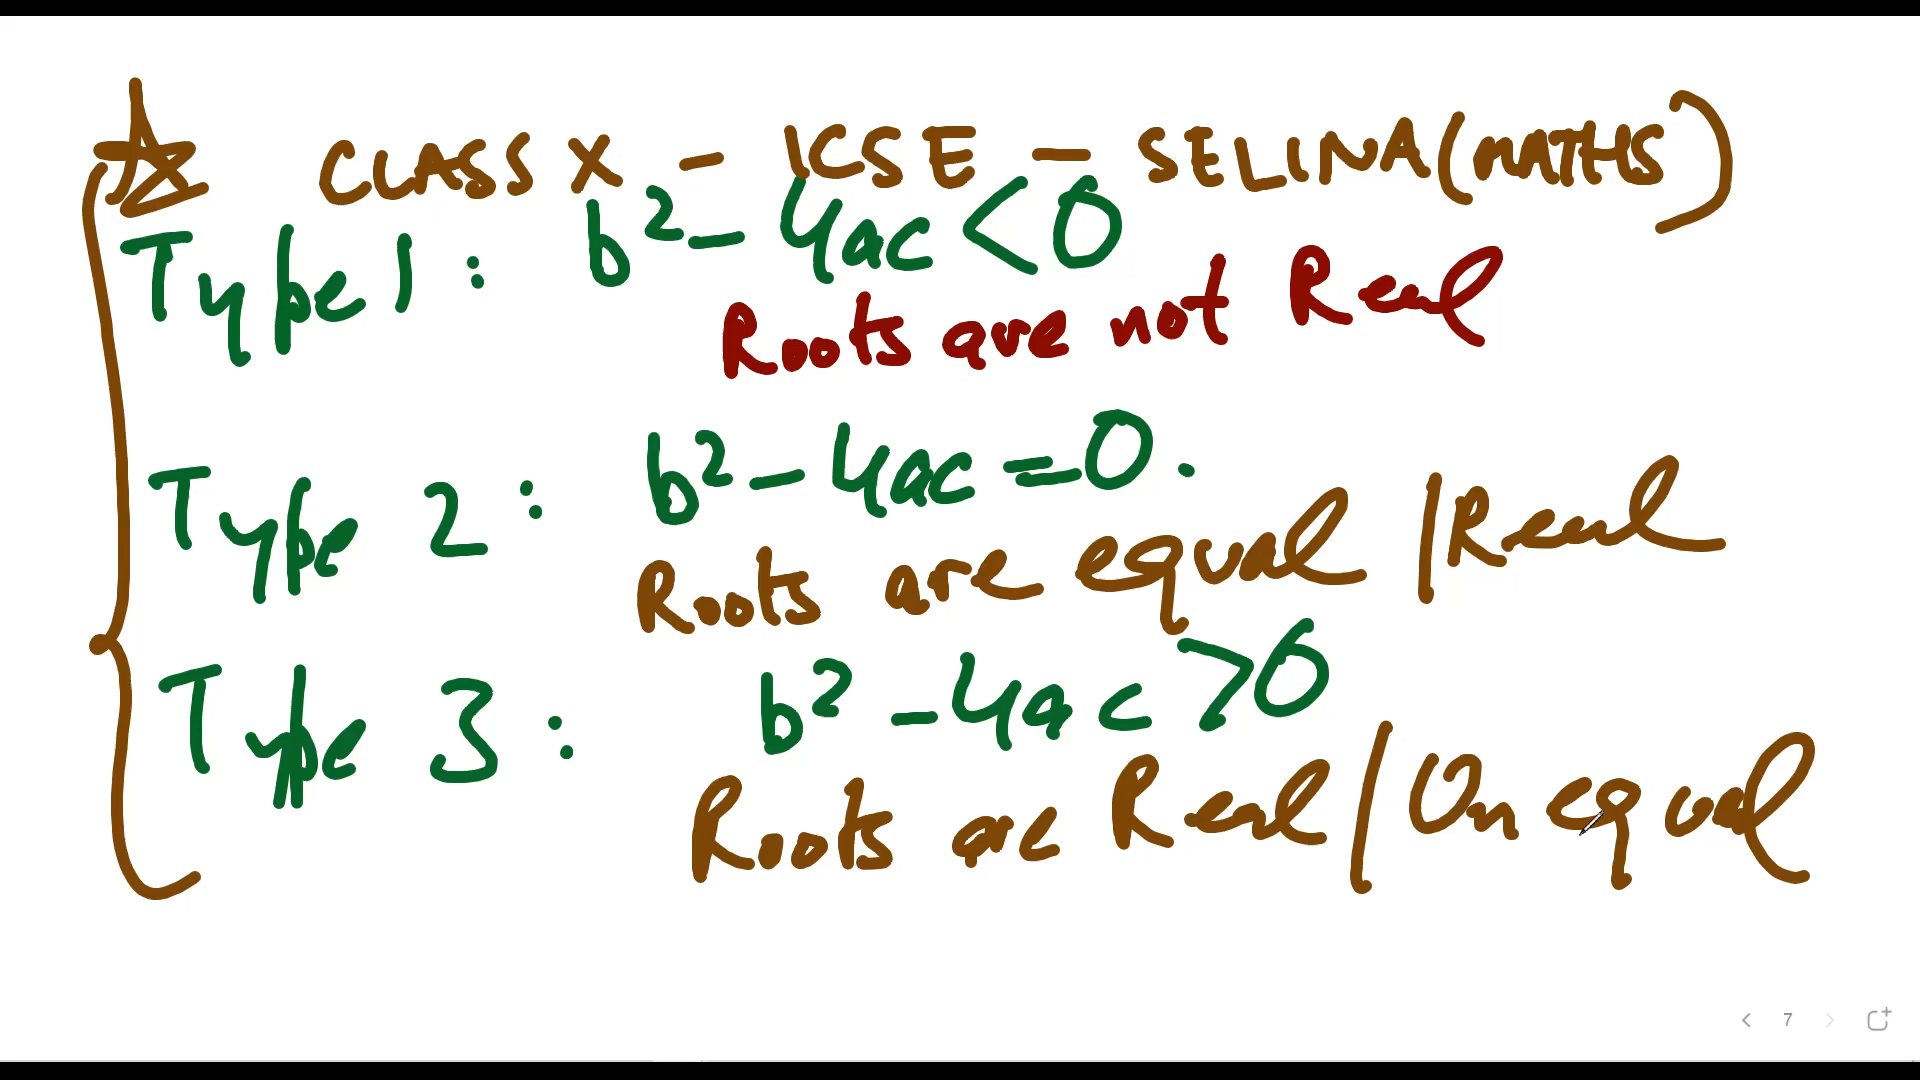 CLASS X - ICSE - SELINA (MATHS)
Type 1 : b² - 4ac < 0
Roots are not Real
Type 2 : b² - 4ac = 0.
Roots are equal / Real
Type 3 : b² - 4ac > 0
Roots are Real / Unequal
7